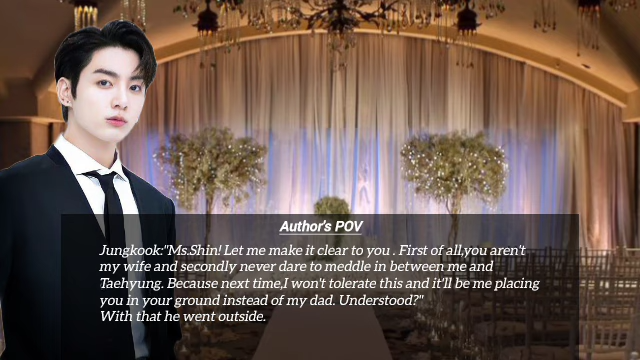 Author's POV
Jungkook:"Ms.Shin! Let me make it clear to you . First of all,you aren't
my wife and secondly never dare to meddle in between me and
Taehyung. Because next time,I won't tolerate this and it'll be me placing
you in your ground instead of my dad. Understood?"
With that he went outside.